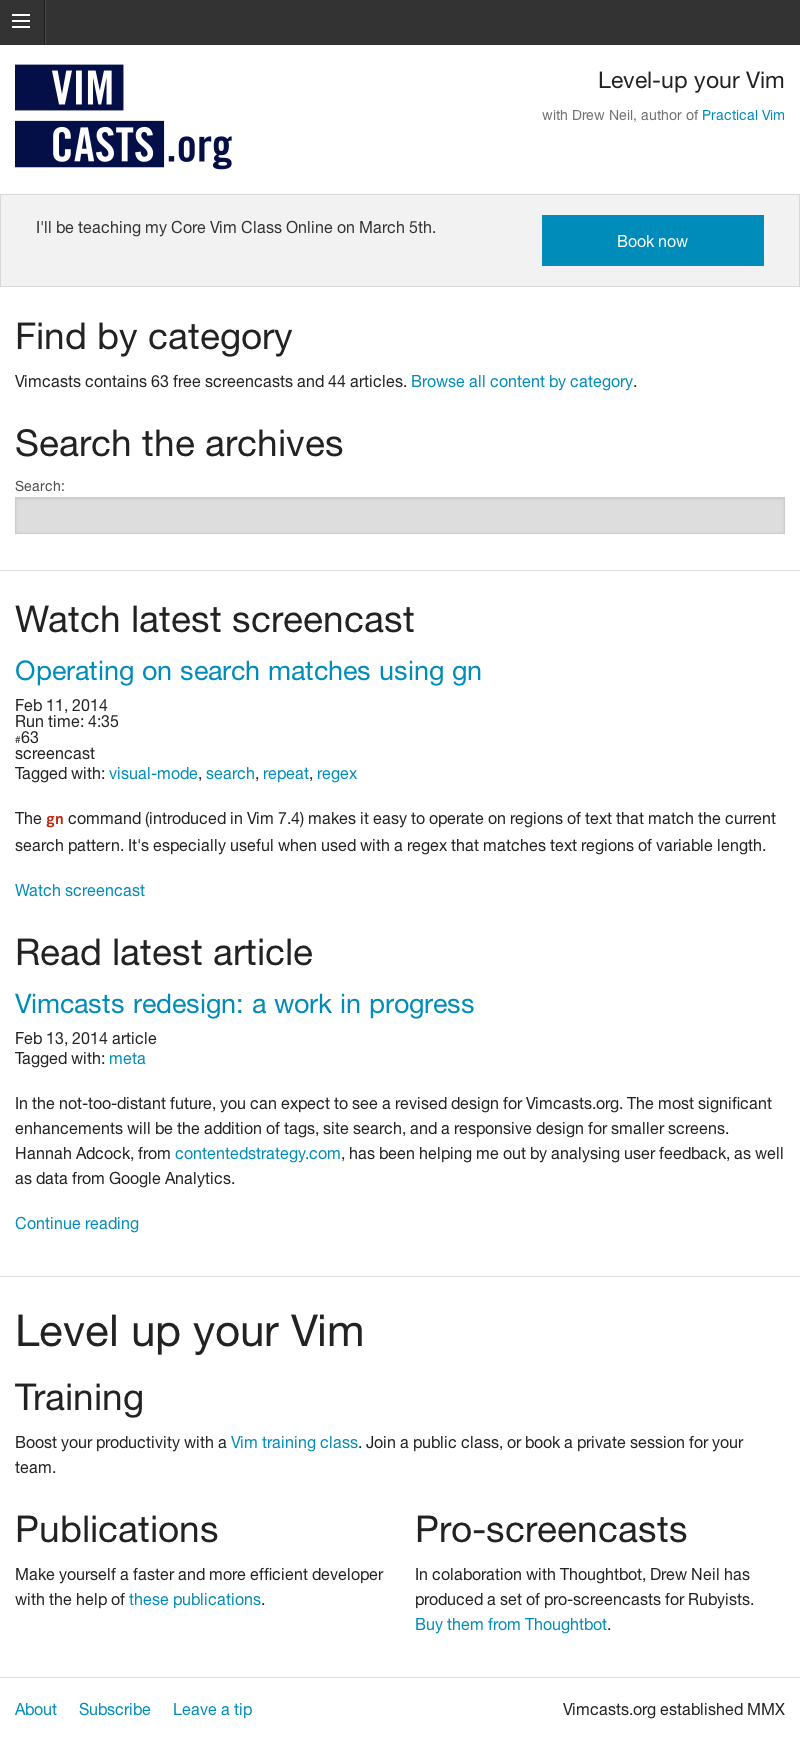 VIM
CASTS.org
Level-up your Vim
with Drew Neil, author of Practical Vim
I'll be teaching my Core Vim Class Online on March 5th.
Book now
Find by category
Vimcasts contains 63 free screencasts and 44 articles. Browse all content by category.
Search the archives
Search:
Watch latest screencast
Operating on search matches using gn
Feb 11, 2014
Run time: 4:35
#63
screencast
Tagged with: visual-mode, search, repeat, regex
The gn command (introduced in Vim 7.4) makes it easy to operate on regions of text that match the current
search pattern. It's especially useful when used with a regex that matches text regions of variable length.
Watch screencast
Read latest article
Vimcasts redesign: a work in progress
Feb 13, 2014 article
Tagged with: meta
In the not-too-distant future, you can expect to see a revised design for Vimcasts.org. The most significant
enhancements will be the addition of tags, site search, and a responsive design for smaller screens.
Hannah Adcock, from contentedstrategy.com, has been helping me out by analysing user feedback, as well
as data from Google Analytics.
Continue reading
Level up your Vim
Training
Boost your productivity with a Vim training class. Join a public class, or book a private session for your
team.
Publications
Make yourself a faster and more efficient developer
with the help of these publications.
Pro-screencasts
In colaboration with Thoughtbot, Drew Neil has
produced a set of pro-screencasts for Rubyists.
Buy them from Thoughtbot.
About Subscribe Leave a tip
Vimcasts.org established MMX